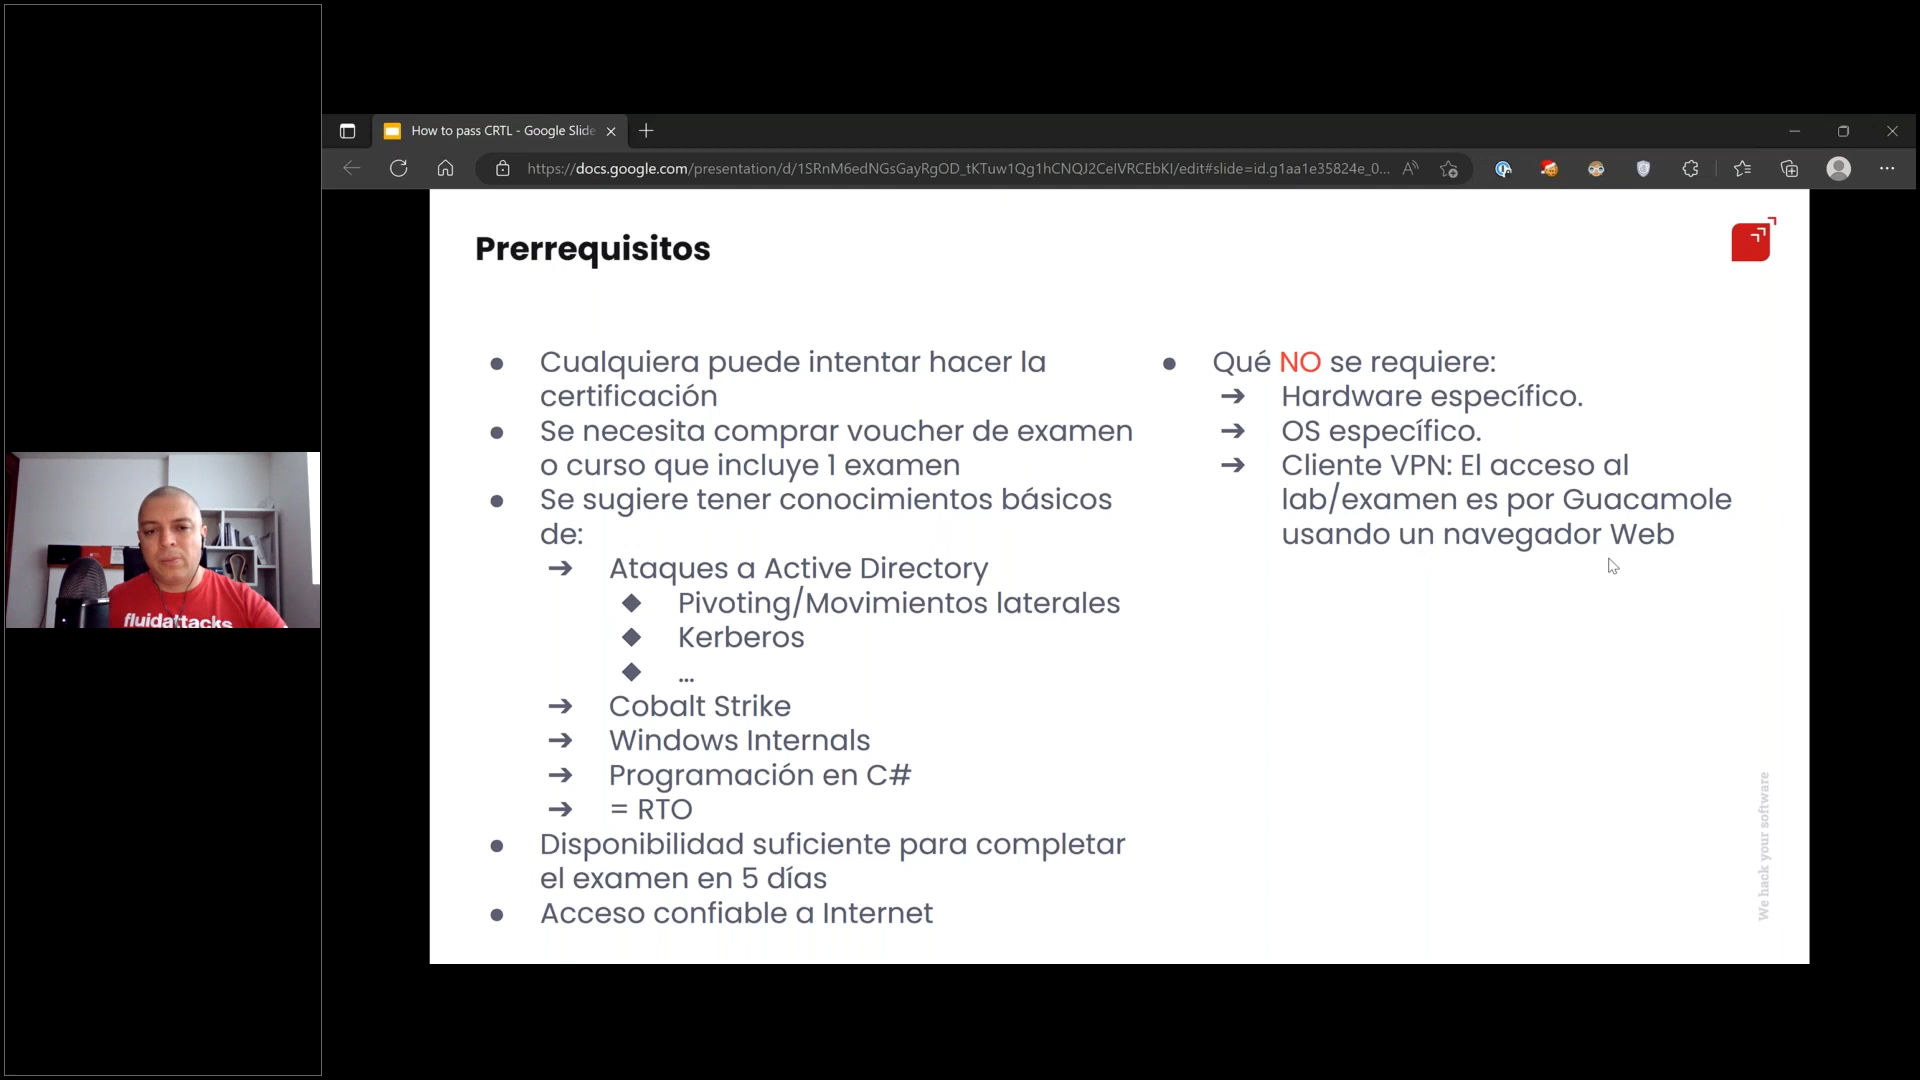 How to pass CRTL - Google Slide
https://docs.google.com/presentation/d/1SRnM6edNGsGayRgOD_tKTuw1Qg1hCNQJ2CeIVRCEbKI/edit#slide=id.g1aa1e35824e_0...
Prerrequisitos
● Cualquiera puede intentar hacer la
certificación
● Se necesita comprar voucher de examen
o curso que incluye 1 examen
● Se sugiere tener conocimientos básicos
de:
➔ Ataques a Active Directory
◆ Pivoting/Movimientos laterales
◆ Kerberos
◆ ...
➔ Cobalt Strike
➔ Windows Internals
➔ Programación en C#
➔ = RTO
● Disponibilidad suficiente para completar
el examen en 5 días
● Acceso confiable a Internet
● Qué NO se requiere:
➔ Hardware específico.
➔ OS específico.
➔ Cliente VPN: El acceso al
lab/examen es por Guacamole
usando un navegador Web
We hack your software
fluidattacks